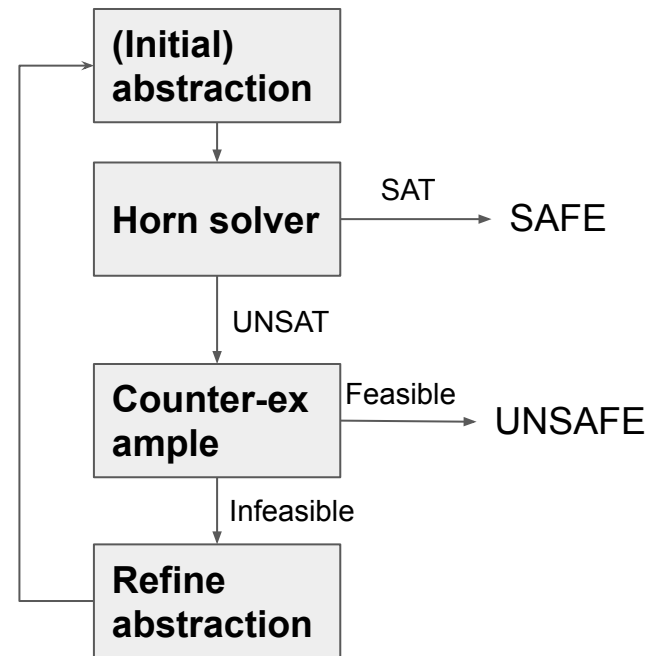 (Initial)
abstraction
Horn solver
SAT
SAFE
UNSAT
Counter-ex
ample
Feasible
UNSAFE
Infeasible
Refine
abstraction